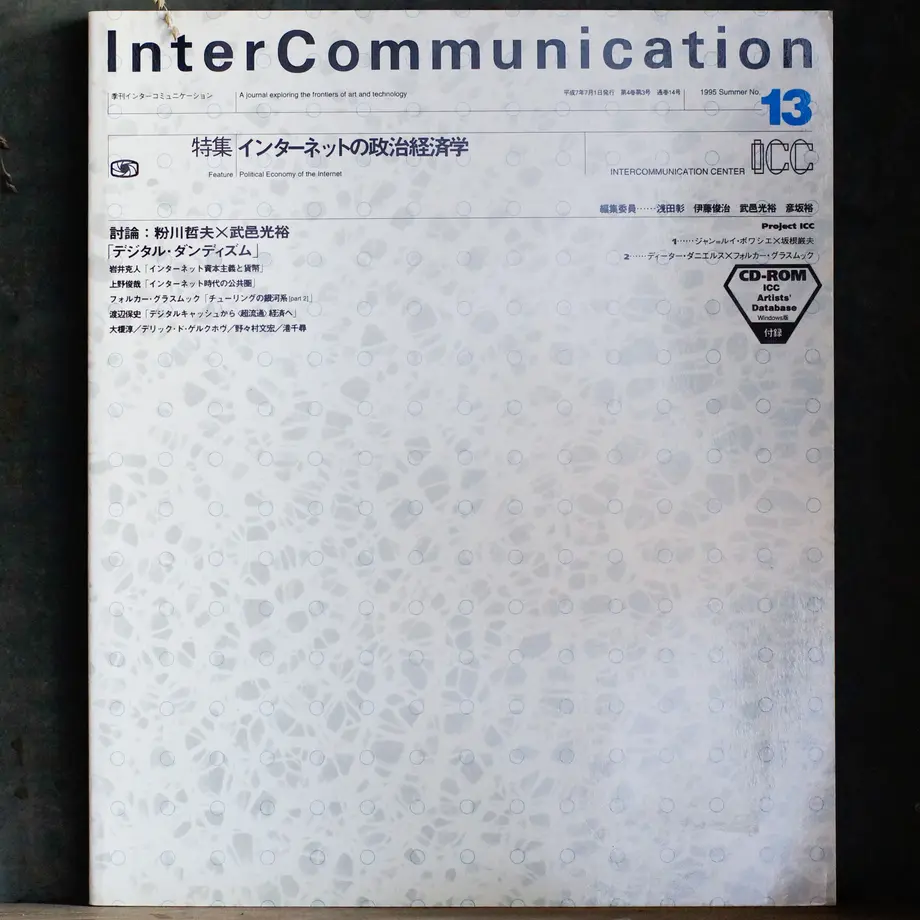 InterCommunication
季刊インターコミュニケーション
A journal exploring the frontiers of art and technology
平成7年7月1日発行 第4巻第3号 通巻14号
1995 Summer No.
13
特集 インターネットの政治経済学
Feature Political Economy of the Internet
INTERCOMMUNICATION CENTER ICC
編集委員……浅田彰 伊藤俊治 武邑光裕 彦坂裕
討論：粉川哲夫×武邑光裕
「デジタル・ダンディズム」
岩井克人「インターネット資本主義と貨幣」
上野俊哉「インターネット時代の公共圏」
フォルカー・グラスムック「チューリングの銀河系[part 2]」
渡辺保史「デジタルキャッシュから〈超流通〉経済へ」
大榎淳／デリック・ド・ケルクホヴ／野々村文宏／港千尋
Project ICC
1……ジャン=ルイ・ボワシエ×坂根巌夫
2……ディーター・ダニエルス×フォルカー・グラスムック
CD-ROM
ICC
Artists'
Database
Windows版
付録